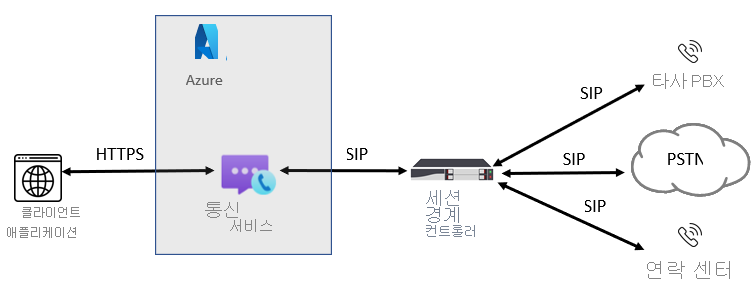 Azure
HTTPS
클라이언트
애플리케이션
통신
서비스
SIP
세션
경계
컨트롤러
SIP
타사 PBX
SIP
PSTN
SIP
연락 센터